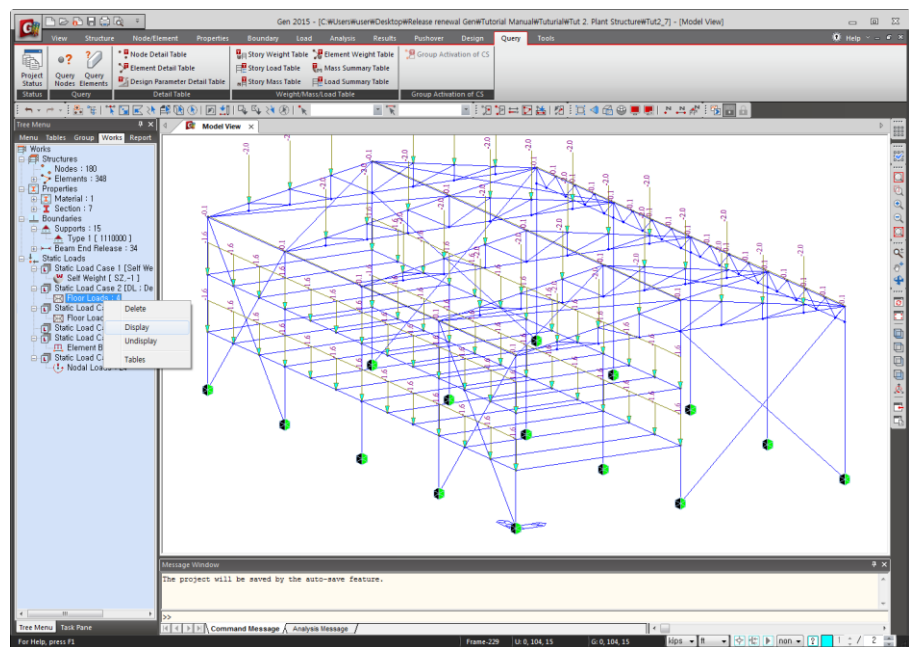 Gen 2015 - [C:₩Users₩user₩Desktop₩Release renewal Gen₩Tutorial Manual₩Tuturial₩Tut 2. Plant Structure₩Tut2_7] - [Model View]
View Structure Node/Element Properties Boundary Load Analysis Results Pushover Design Query Tools Help
Node Detail Table Story Weight Table Element Weight Table Group Activation of CS
Element Detail Table Story Load Table Mass Summary Table
Project Status Query Nodes Query Elements Design Parameter Detail Table Story Mass Table Load Summary Table
Status Query Detail Table Weight/Mass/Load Table Group Activation of CS
Tree Menu
Model View
Menu Tables Group Works Report
Works
Structures
Nodes : 180
Elements : 348
Properties
Material : 1
Section : 7
Boundaries
Supports : 15
Type 1 [ 1110000 ]
Beam End Release : 34
Static Loads
Static Load Case 1 [Self We
Self Weight [ SZ,-1 ]
Static Load Case 2 [DL : De
Floor Loads : 4
Static Load C
Floor Load
Static Load C
Static Load C
Element B
Static Load C
Nodal Loads : 20
Delete
Display
Undisplay
Tables
-2.0
-0.1
-1.6
Message Window
The project will be saved by the auto-save feature.
>>
Command Message Analysis Message
Tree Menu Task Pane
For Help, press F1
Frame-229 U: 0, 104, 15 G: 0, 104, 15 kips ft non 1 / 2